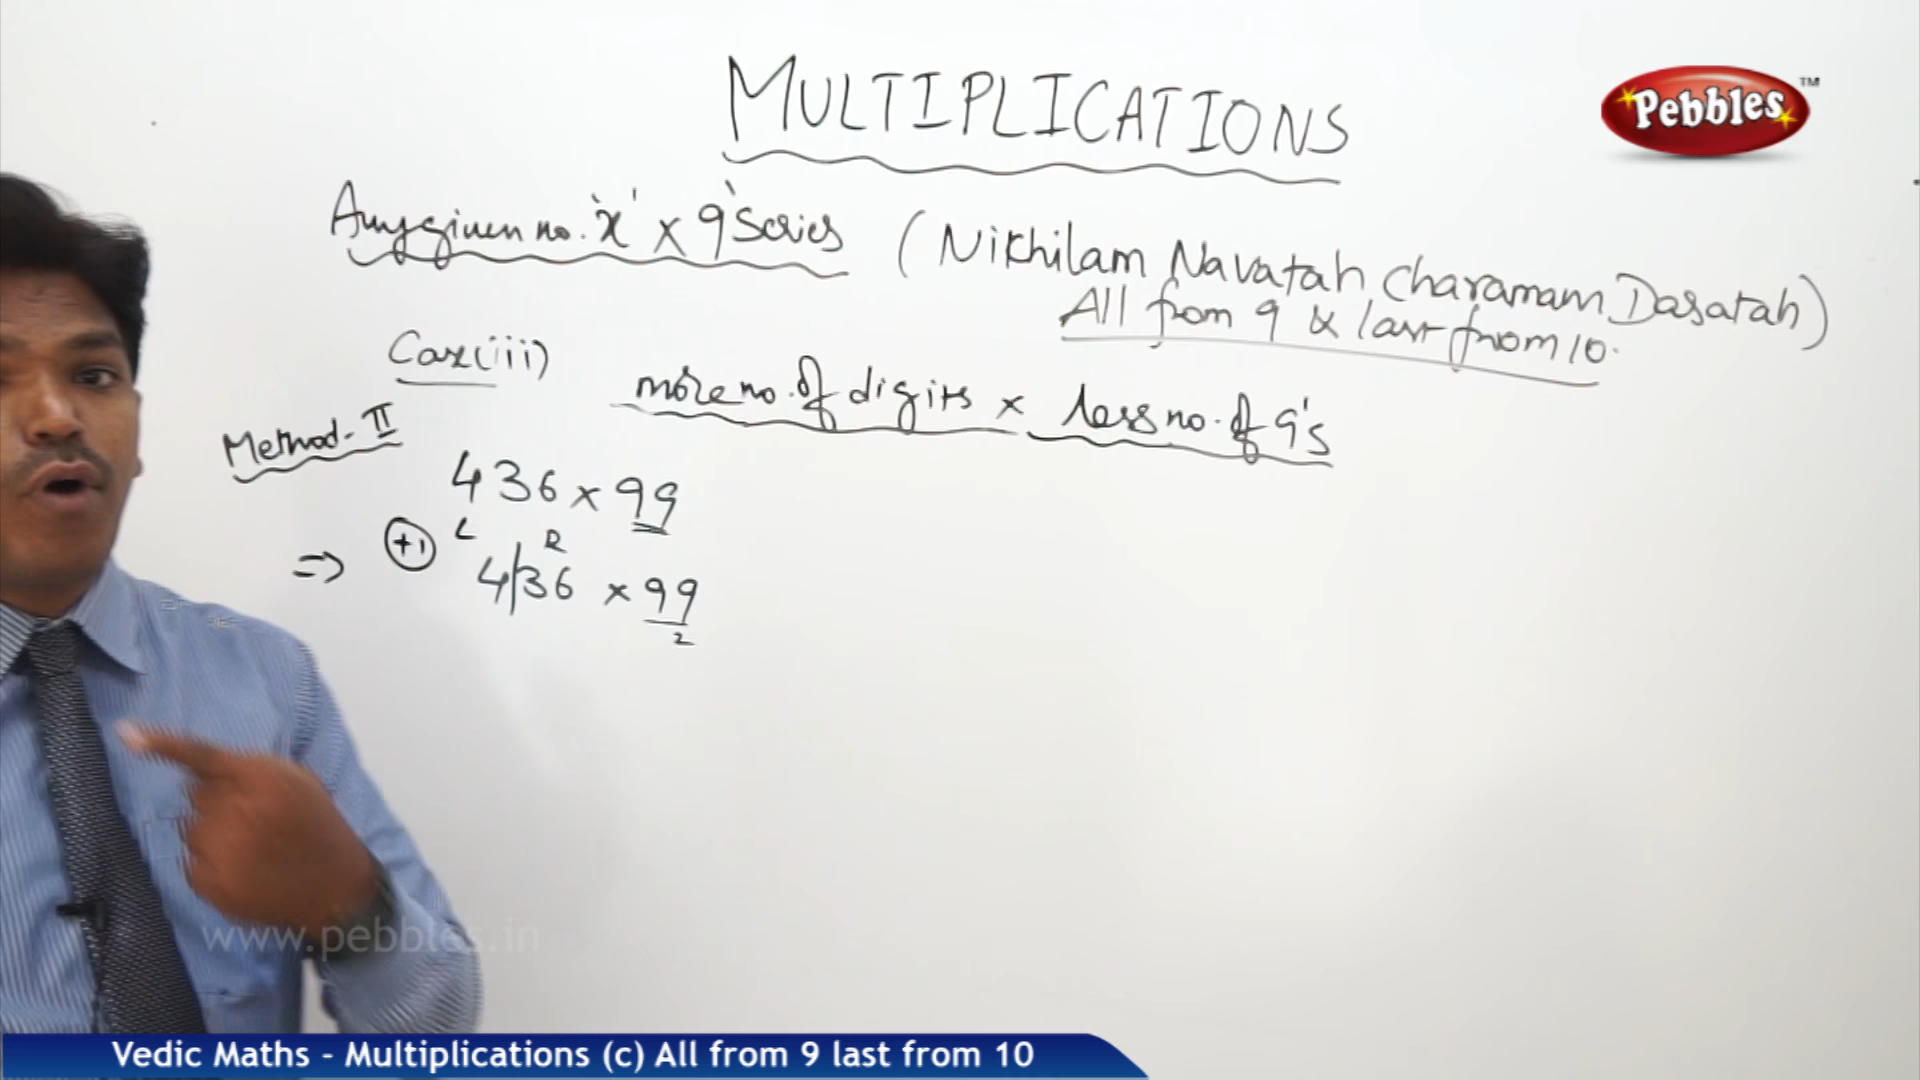 MULTIPLICATIONS
Pebbles™
Any given no. 'x' × 9' Series (Nikhilam Navatah Charamam Dasatah)
All from 9 & last from 10.
Case(iii)
more no. of digits × less no. of 9's
Method-II
436 × 99
+1 L R
⇒ 4/36 × 99
2
www.pebbles.in
Vedic Maths - Multiplications (c) All from 9 last from 10